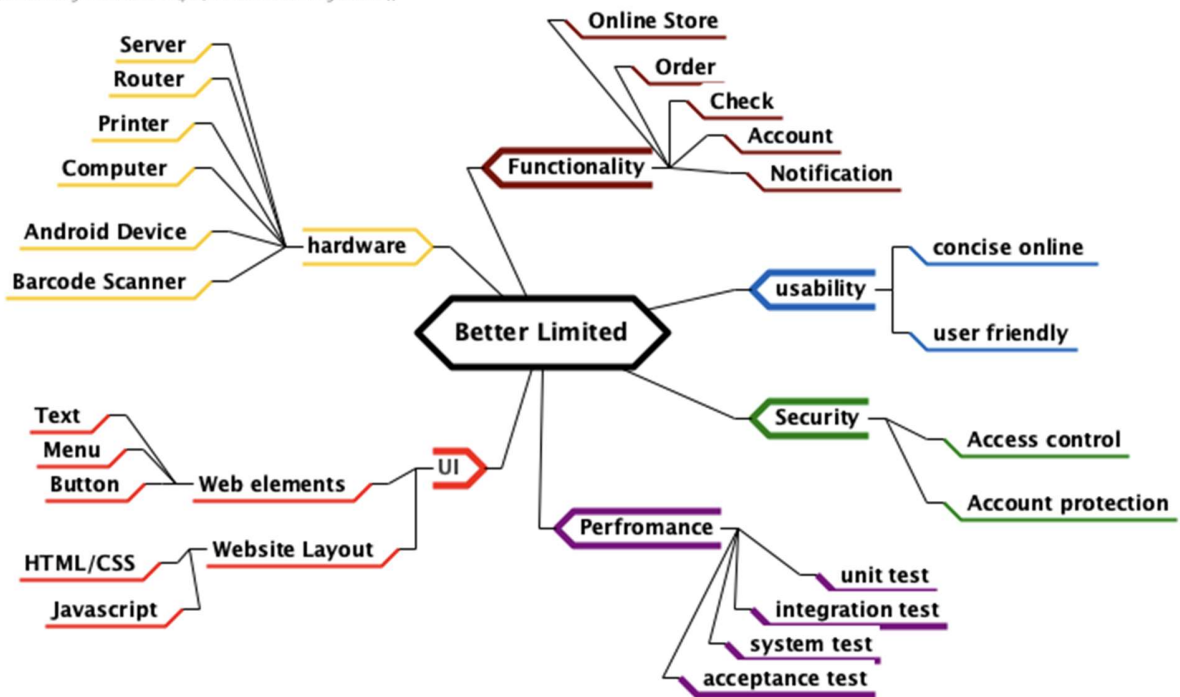 Online Store
Order
Check
Account
Notification
Functionality
Server
Router
Printer
Computer
Android Device
Barcode Scanner
hardware
concise online
usability
user friendly
Better Limited
Security
Access control
Account protection
Text
Menu
Button
Web elements
UI
HTML/CSS
Website Layout
Javascript
Perfromance
unit test
integration test
system test
acceptance test